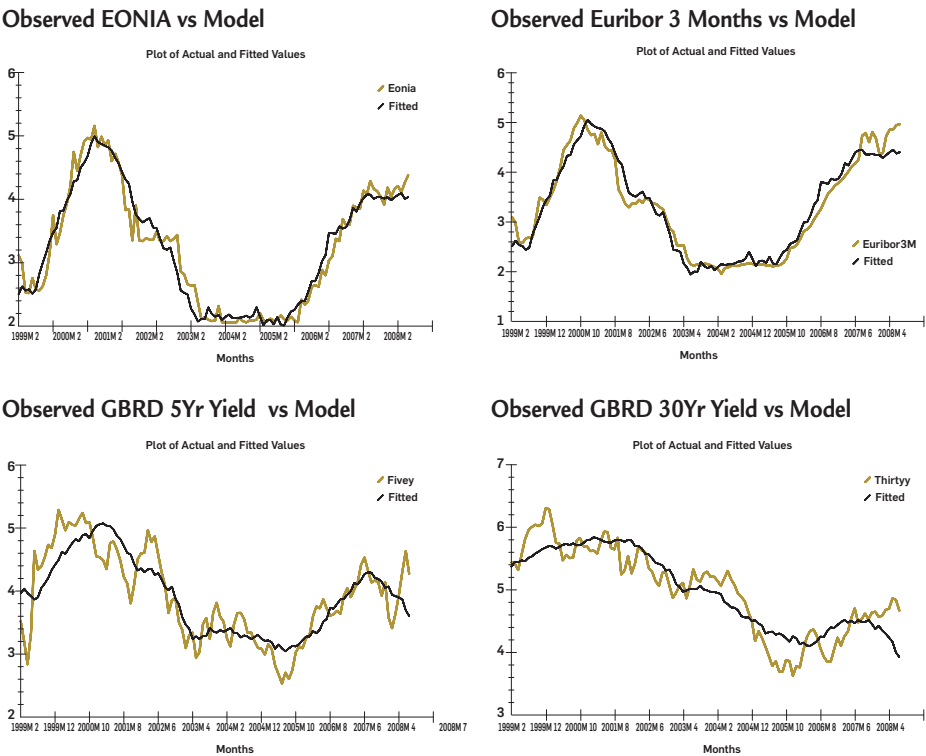 Observed EONIA vs Model
Plot of Actual and Fitted Values
6
5
4
3
2
Eonia
Fitted
1999M 2 2000M 2 2001M 2 2002M 2 2003M 2 2004M 2 2005M 2 2006M 2 2007M 2 2008M 2
Months
Observed Euribor 3 Months vs Model
Plot of Actual and Fitted Values
6
5
4
3
2
1
Euribor3M
Fitted
1999M 2 1999M 12 2000M 10 2001M 8 2002M 6 2003M 4 2004M 2 2004M 12 2005M 10 2006M 8 2007M 6 2008M 4
Months
Observed GBRD 5Yr Yield vs Model
Plot of Actual and Fitted Values
6
5
4
3
2
Fivey
Fitted
1999M 2 1999M 12 2000M 10 2001M 8 2002M 6 2003M 4 2004M 2 2004M 12 2005M 10 2006M 8 2007M 6 2008M 4 2008M 7
Months
Observed GBRD 30Yr Yield vs Model
Plot of Actual and Fitted Values
7
6
5
4
3
Thirtyy
Fitted
1999M 2 1999M 12 2000M 10 2001M 8 2002M 6 2003M 4 2004M 2 2004M 12 2005M 10 2006M 8 2007M 6 2008M 4
Months